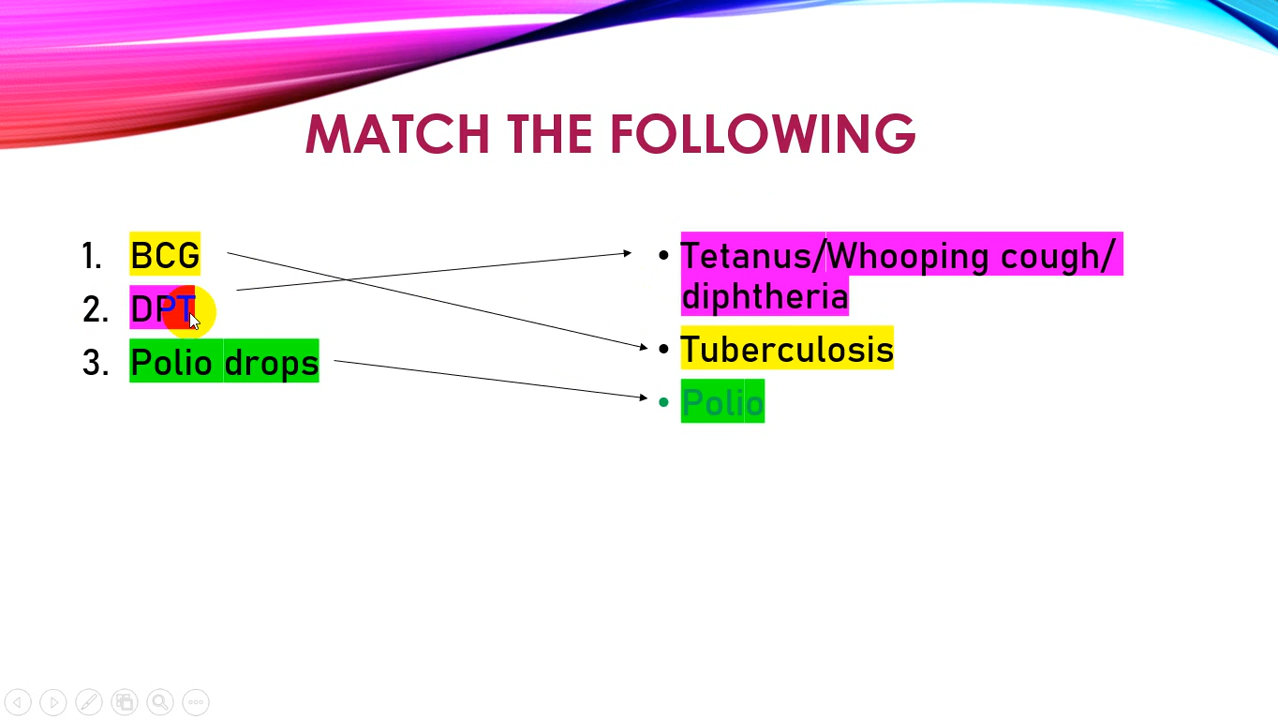 MATCH THE FOLLOWING
1. BCG
2. DPT
3. Polio drops
• Tetanus/Whooping cough/
diphtheria
• Tuberculosis
• Polio